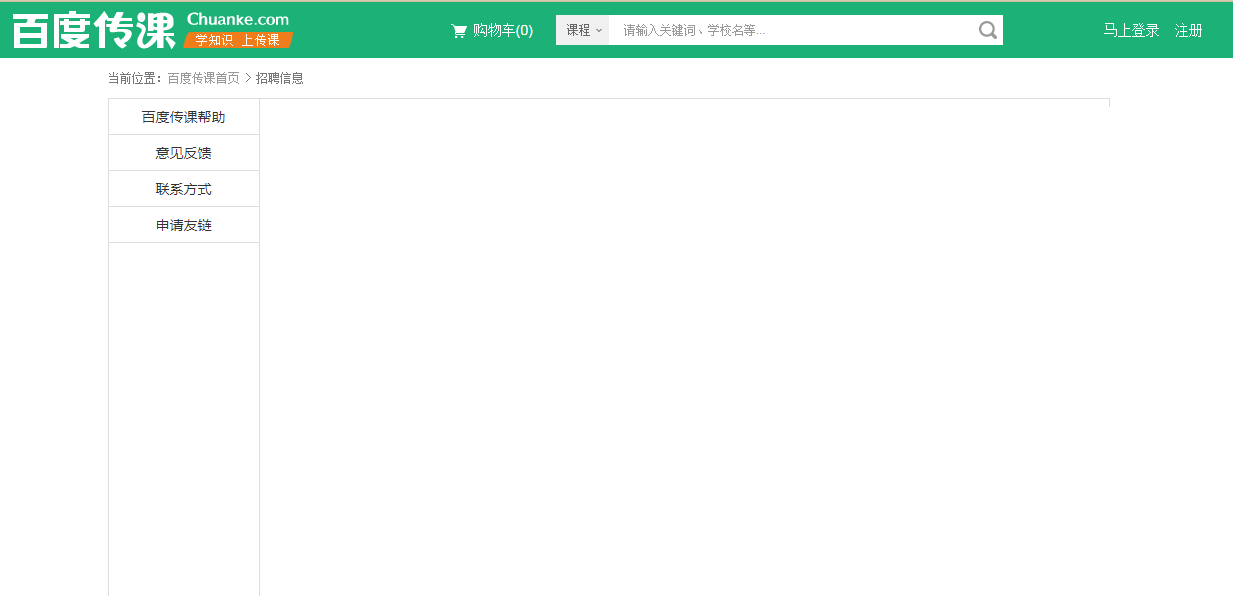 百度传课 Chuanke.com
学知识 上传课
购物车(0) 课程 请输入关键词、学校名等... 马上登录 注册
当前位置：百度传课首页 > 招聘信息
百度传课帮助
意见反馈
联系方式
申请友链